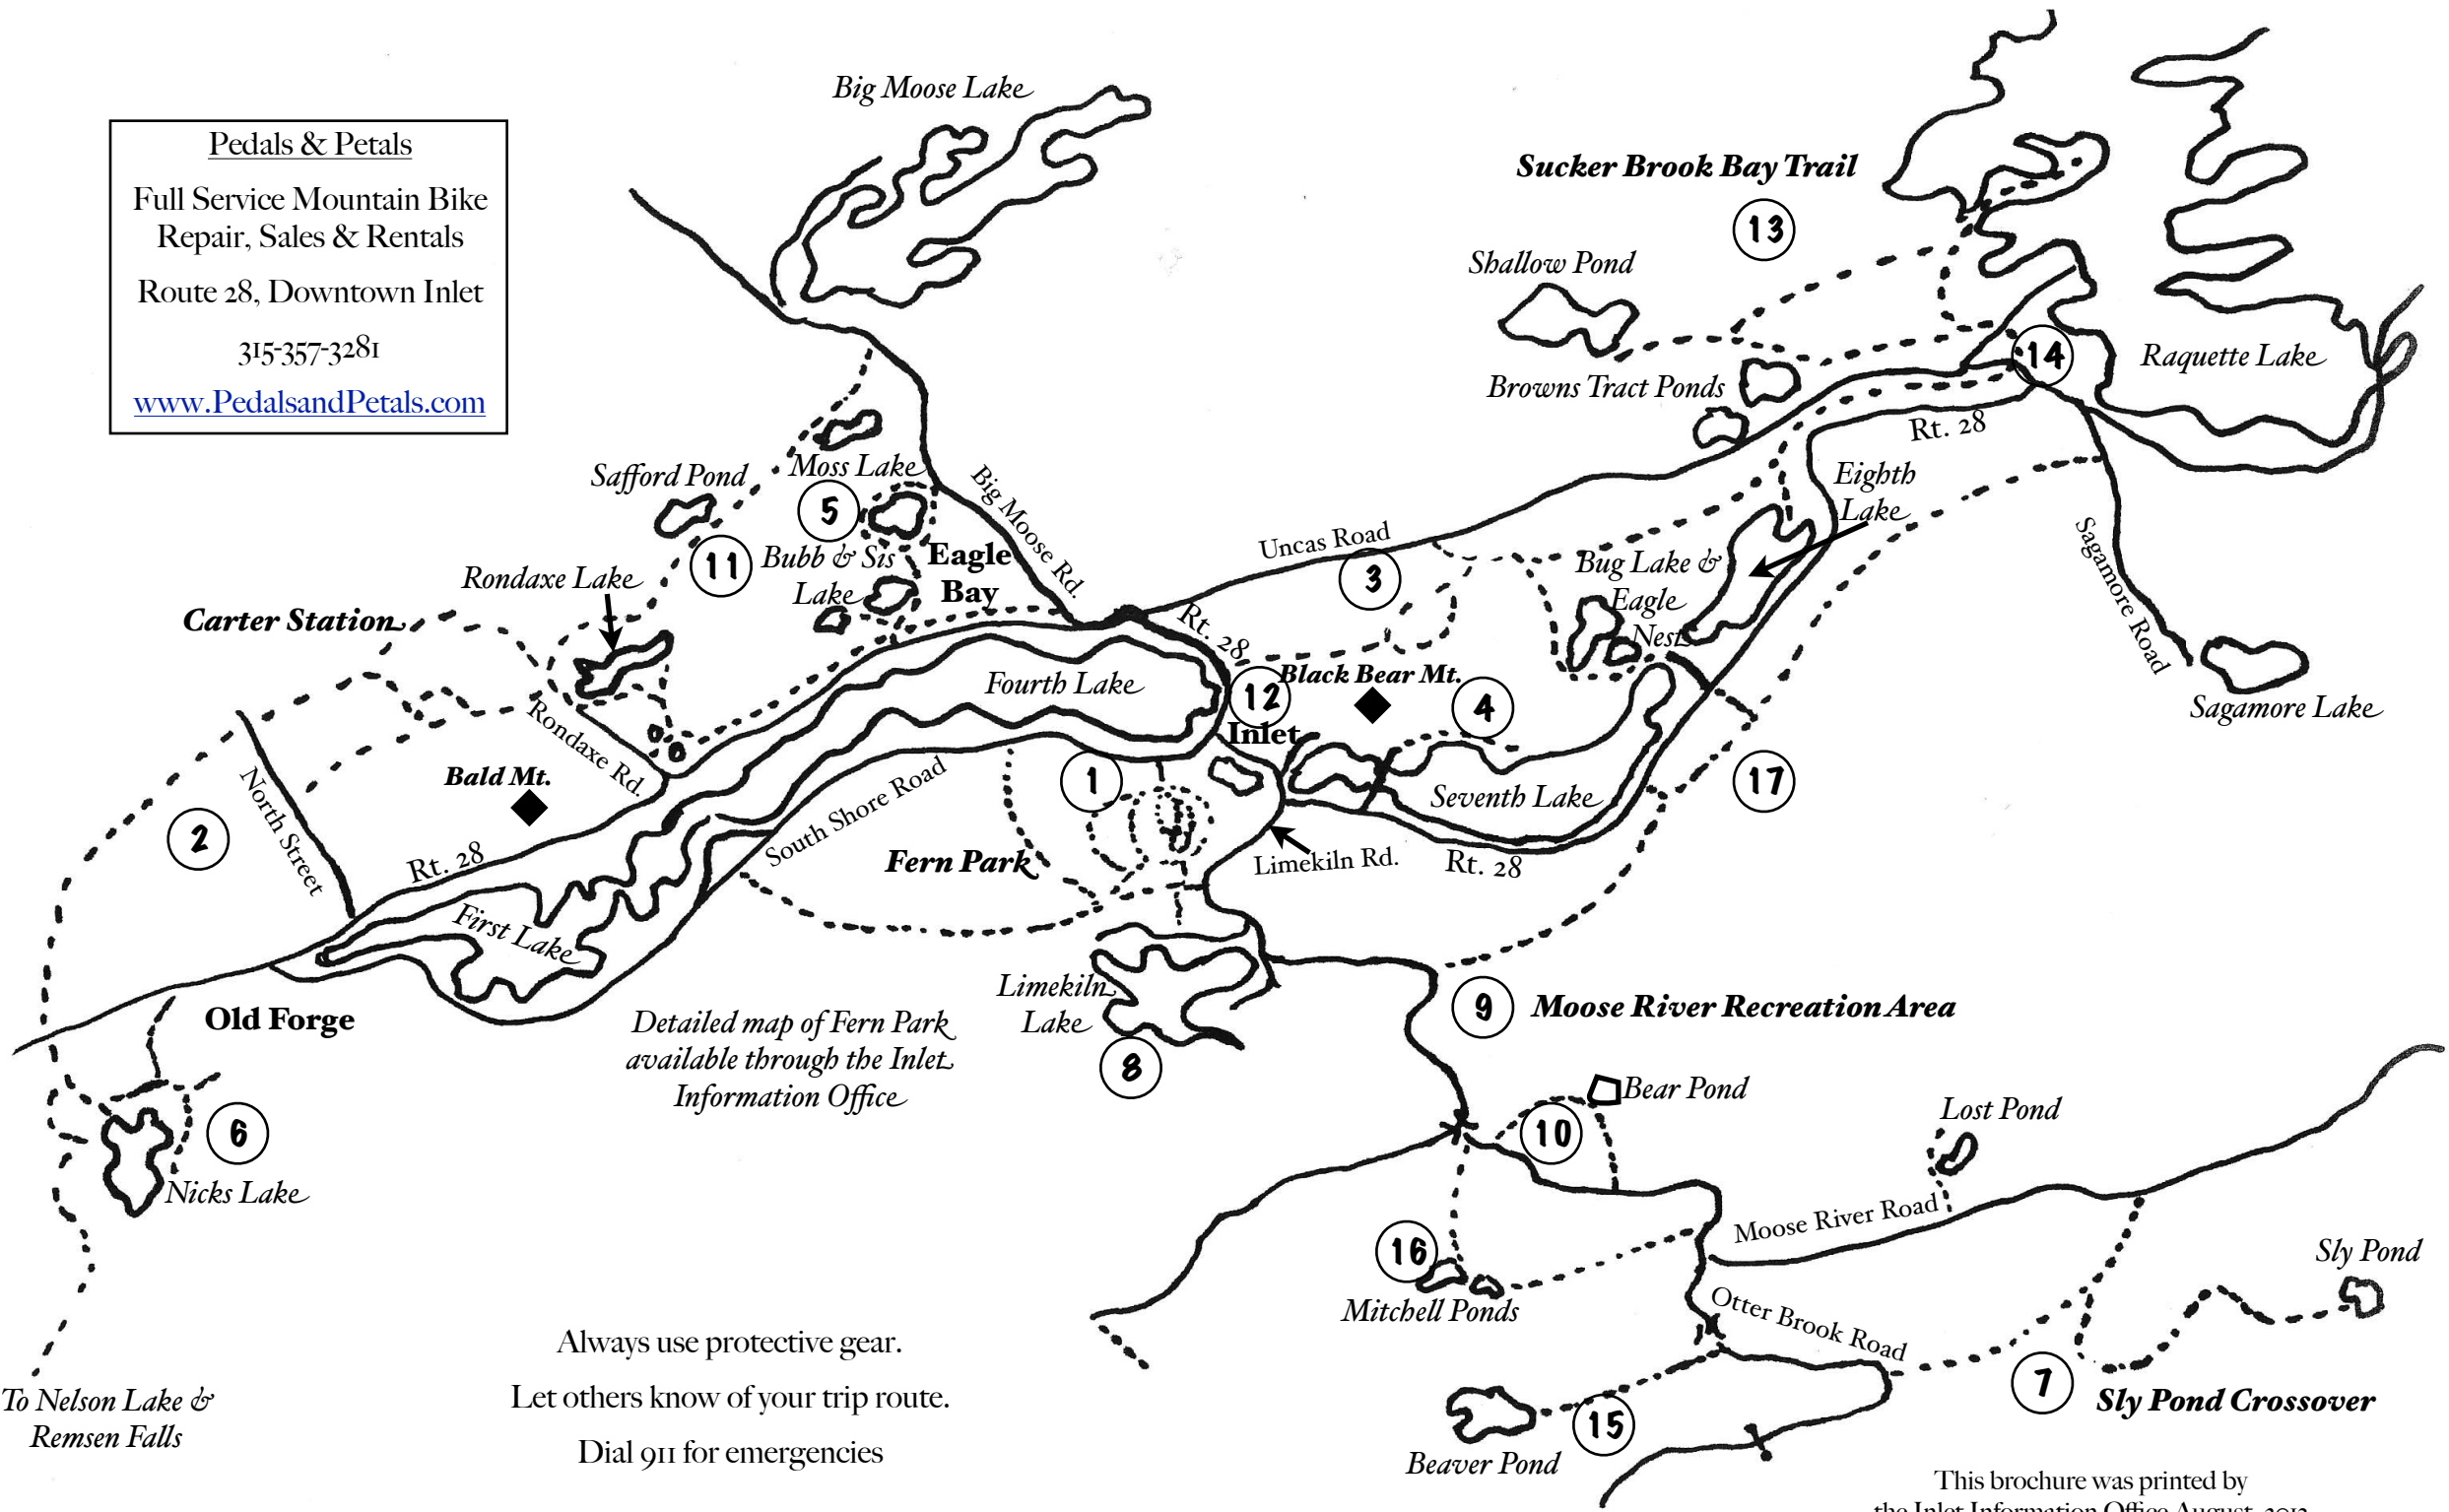 Big Moose Lake
Pedals & Petals
Full Service Mountain Bike
Repair, Sales & Rentals
Route 28, Downtown Inlet
315-357-3281
www.PedalsandPetals.com
Sucker Brook Bay Trail
13
Shallow Pond
14
Raquette Lake
Browns Tract Ponds
Rt. 28
Safford Pond
Moss Lake
5
Big Moose Rd.
Eighth
Lake
11
Bubb & Sis
Lake
Eagle
Bay
Uncas Road
3
Bug Lake &
Eagle
Nest
Sagamore Road
Rondaxe Lake
Carter Station
Rt. 28
Fourth Lake
12
Black Bear Mt.
4
Inlet
Sagamore Lake
Rondaxe Rd.
Bald Mt.
North Street
2
1
South Shore Road
Seventh Lake
17
Fern Park
Limekiln Rd.
Rt. 28
Rt. 28
First Lake
Old Forge
Limekiln
Lake
8
9
Moose River Recreation Area
Detailed map of Fern Park
available through the Inlet
Information Office
6
Nicks Lake
10
Bear Pond
Lost Pond
Moose River Road
16
Mitchell Ponds
Sly Pond
Otter Brook Road
Always use protective gear.
Let others know of your trip route.
Dial 911 for emergencies
To Nelson Lake &
Remsen Falls
15
Beaver Pond
7
Sly Pond Crossover
This brochure was printed by
the Inlet Information Office August, 2012